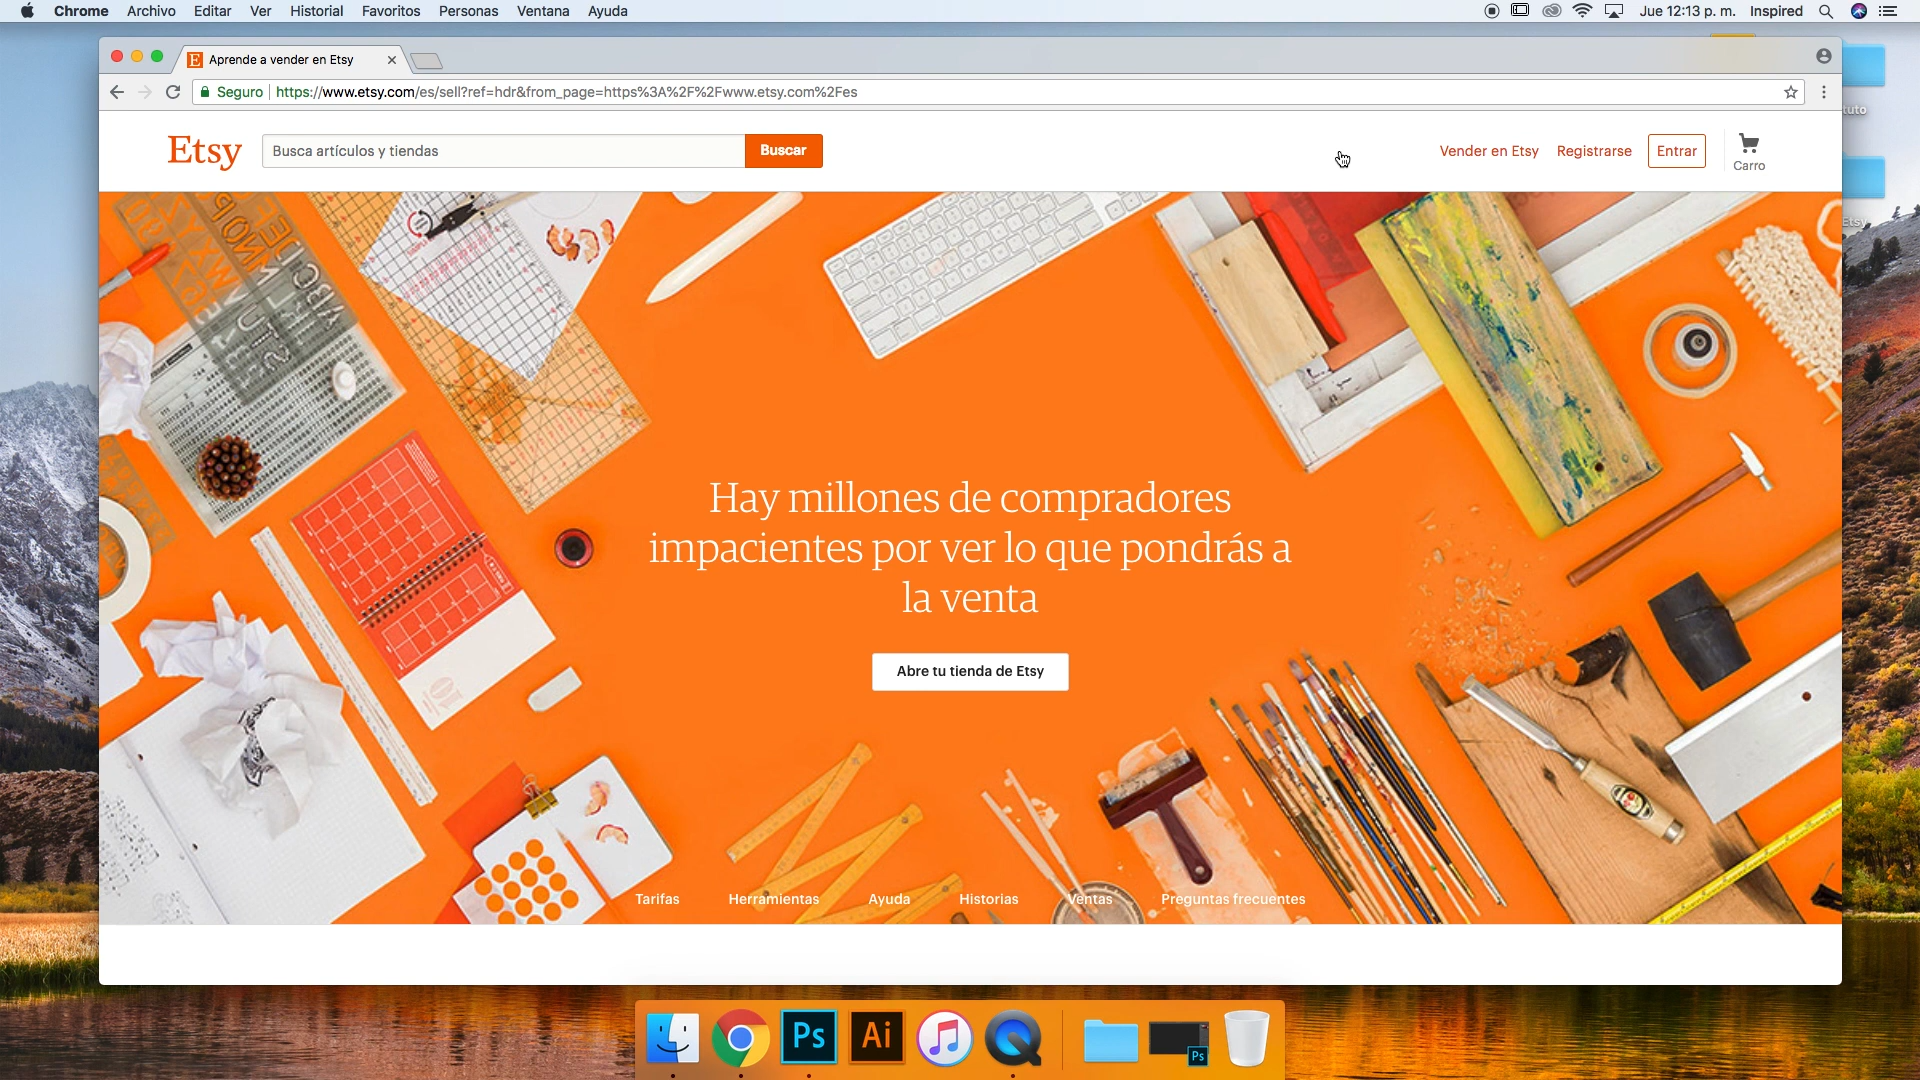 Chrome Archivo Editar Ver Historial Favoritos Personas Ventana Ayuda Jue 12:13 p. m. Inspired
Aprende a vender en Etsy
Seguro https://www.etsy.com/es/sell?ref=hdr&from_page=https%3A%2F%2Fwww.etsy.com%2Fes
Etsy Busca artículos y tiendas Buscar Vender en Etsy Registrarse Entrar Carro
Hay millones de compradores
impacientes por ver lo que pondrás a
la venta
Abre tu tienda de Etsy
Tarifas Herramientas Ayuda Historias Ventas Preguntas frecuentes
Ps Ai Ps